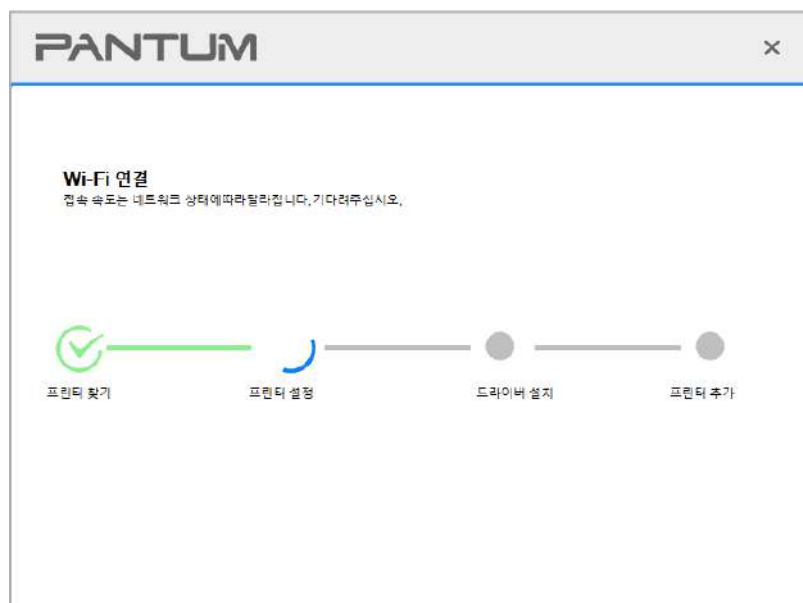 PANTUM
Wi-Fi 연결
접속 속도는 네트워크 상태에따라달라집니다,기다려주십시오.
프린터 찾기
프린터 설정
드라이버 설치
프린터 추가